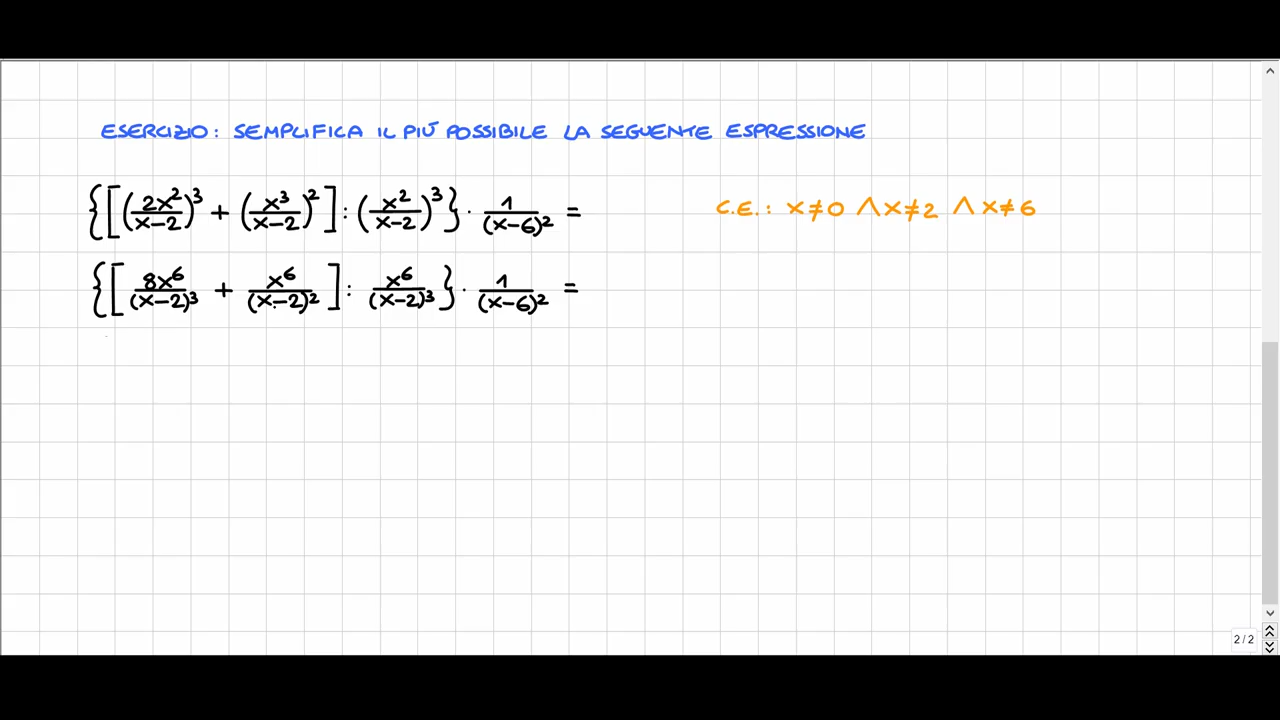 ESERCIZIO: SEMPLIFICA IL PIÙ POSSIBILE LA SEGUENTE ESPRESSIONE
{[(2x²/(x-2))³ + (x³/(x-2))²] : (x²/(x-2))³} · 1/(x-6)² =
C.E.: x≠0 ∧ x≠2 ∧ x≠6
{[8x⁶/(x-2)³ + x⁶/(x-2)²] : x⁶/(x-2)³} · 1/(x-6)² =
2/2